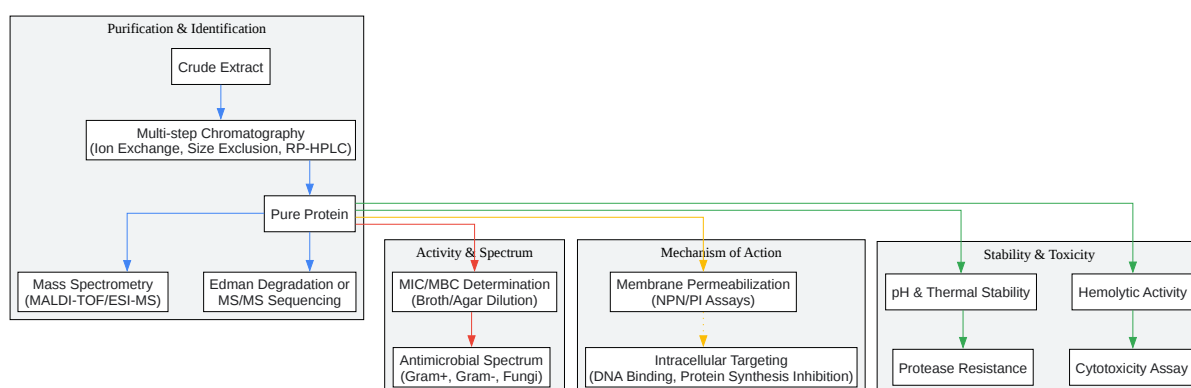 Purification & Identification
Crude Extract
Multi-step Chromatography
(Ion Exchange, Size Exclusion, RP-HPLC)
Pure Protein
Mass Spectrometry
(MALDI-TOF/ESI-MS)
Edman Degradation or
MS/MS Sequencing
Activity & Spectrum
MIC/MBC Determination
(Broth/Agar Dilution)
Antimicrobial Spectrum
(Gram+, Gram-, Fungi)
Mechanism of Action
Membrane Permeabilization
(NPN/PI Assays)
Intracellular Targeting
(DNA Binding, Protein Synthesis Inhibition)
Stability & Toxicity
pH & Thermal Stability
Hemolytic Activity
Protease Resistance
Cytotoxicity Assay